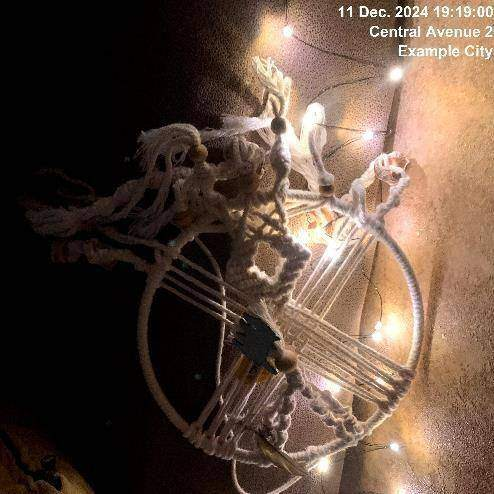 11 Dec. 2024 19:19:00
Central Avenue 2
Example City